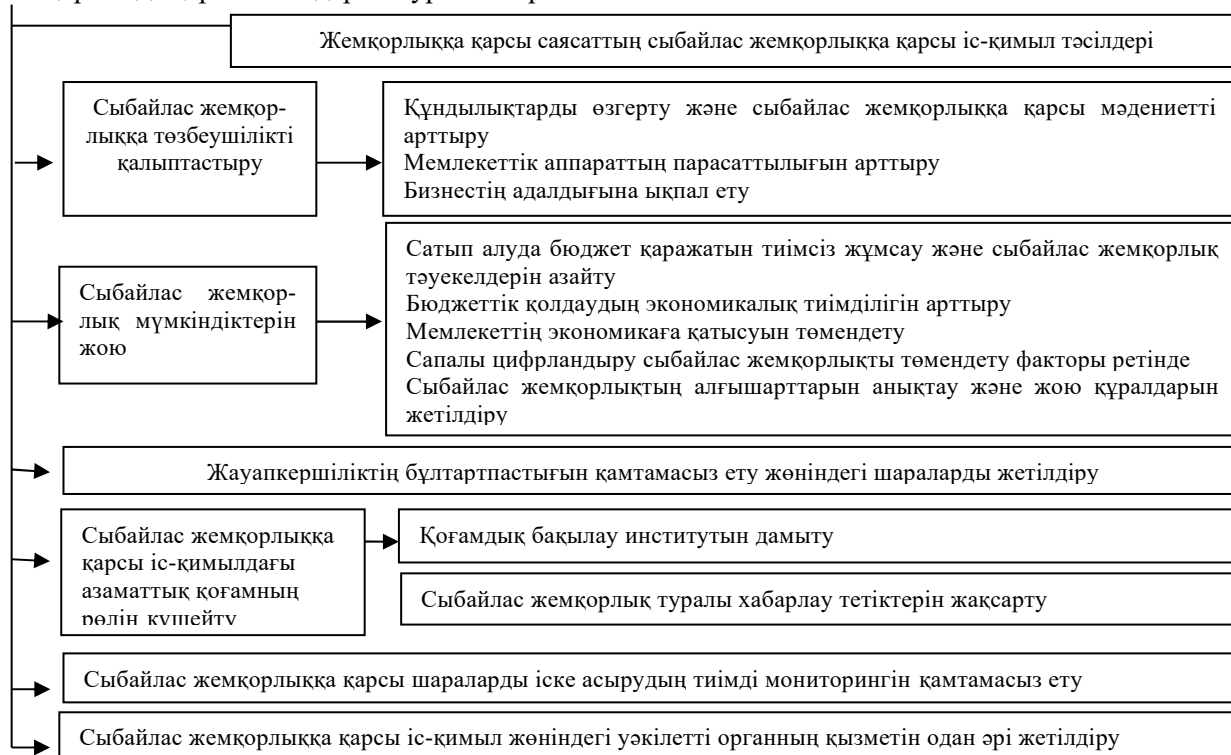 Жемқорлыққа қарсы саясаттың сыбайлас жемқорлыққа қарсы іс-қимыл тәсілдері
Сыбайлас жемқор-
лыққа төзбеушілікті
қалыптастыру
Құндылықтарды өзгерту және сыбайлас жемқорлыққа қарсы мәдениетті
арттыру
Мемлекеттік аппараттың парасаттылығын арттыру
Бизнестің адалдығына ықпал ету
Сыбайлас жемқор-
лық мүмкіндіктерін
жою
Сатып алуда бюджет қаражатын тиімсіз жұмсау және сыбайлас жемқорлық
тәуекелдерін азайту
Бюджеттік қолдаудың экономикалық тиімділігін арттыру
Мемлекеттің экономикаға қатысуын төмендету
Сапалы цифрландыру сыбайлас жемқорлықты төмендету факторы ретінде
Сыбайлас жемқорлықтың алғышарттарын анықтау және жою құралдарын
жетілдіру
Жауапкершіліктің бұлтартпастығын қамтамасыз ету жөніндегі шараларды жетілдіру
Сыбайлас жемқорлыққа
қарсы іс-қимылдағы
азаматтық қоғамның
рөлін күшейту
Қоғамдық бақылау институтын дамыту
Сыбайлас жемқорлық туралы хабарлау тетіктерін жақсарту
Сыбайлас жемқорлыққа қарсы шараларды іске асырудың тиімді мониторингін қамтамасыз ету
Сыбайлас жемқорлыққа қарсы іс-қимыл жөніндегі уәкілетті органның қызметін одан әрі жетілдіру